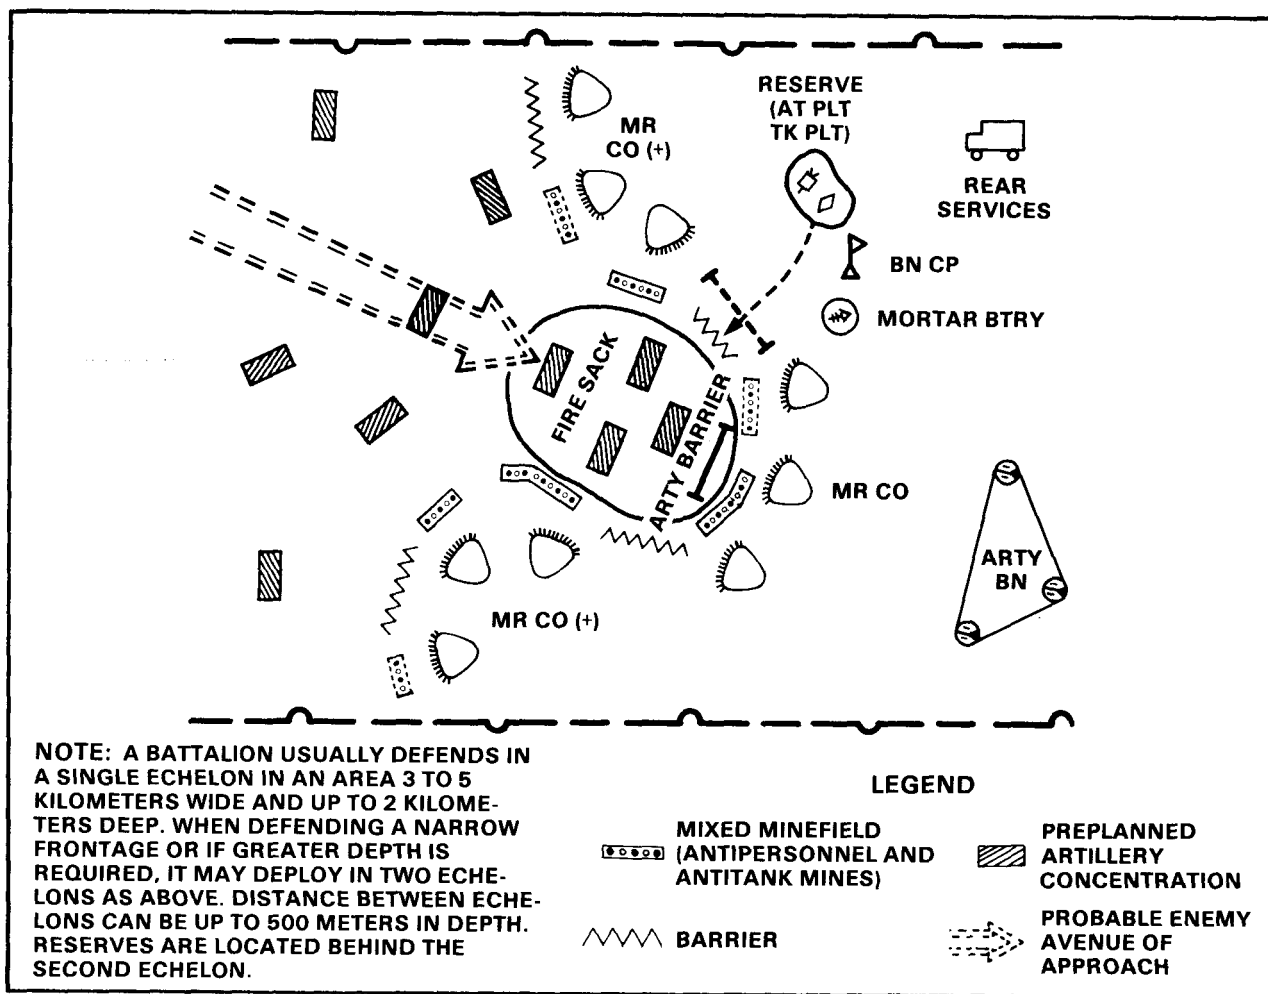 RESERVE
(AT PLT
TK PLT)
MR
CO (+)
REAR
SERVICES
BN CP
MORTAR BTRY
FIRE SACK
ARTY BARRIER
MR CO
ARTY
BN
MR CO (+)
NOTE: A BATTALION USUALLY DEFENDS IN
A SINGLE ECHELON IN AN AREA 3 TO 5
KILOMETERS WIDE AND UP TO 2 KILOME-
TERS DEEP. WHEN DEFENDING A NARROW
FRONTAGE OR IF GREATER DEPTH IS
REQUIRED, IT MAY DEPLOY IN TWO ECHE-
LONS AS ABOVE. DISTANCE BETWEEN ECHE-
LONS CAN BE UP TO 500 METERS IN DEPTH.
RESERVES ARE LOCATED BEHIND THE
SECOND ECHELON.
LEGEND
MIXED MINEFIELD
(ANTIPERSONNEL AND
ANTITANK MINES)
BARRIER
PREPLANNED
ARTILLERY
CONCENTRATION
PROBABLE ENEMY
AVENUE OF
APPROACH